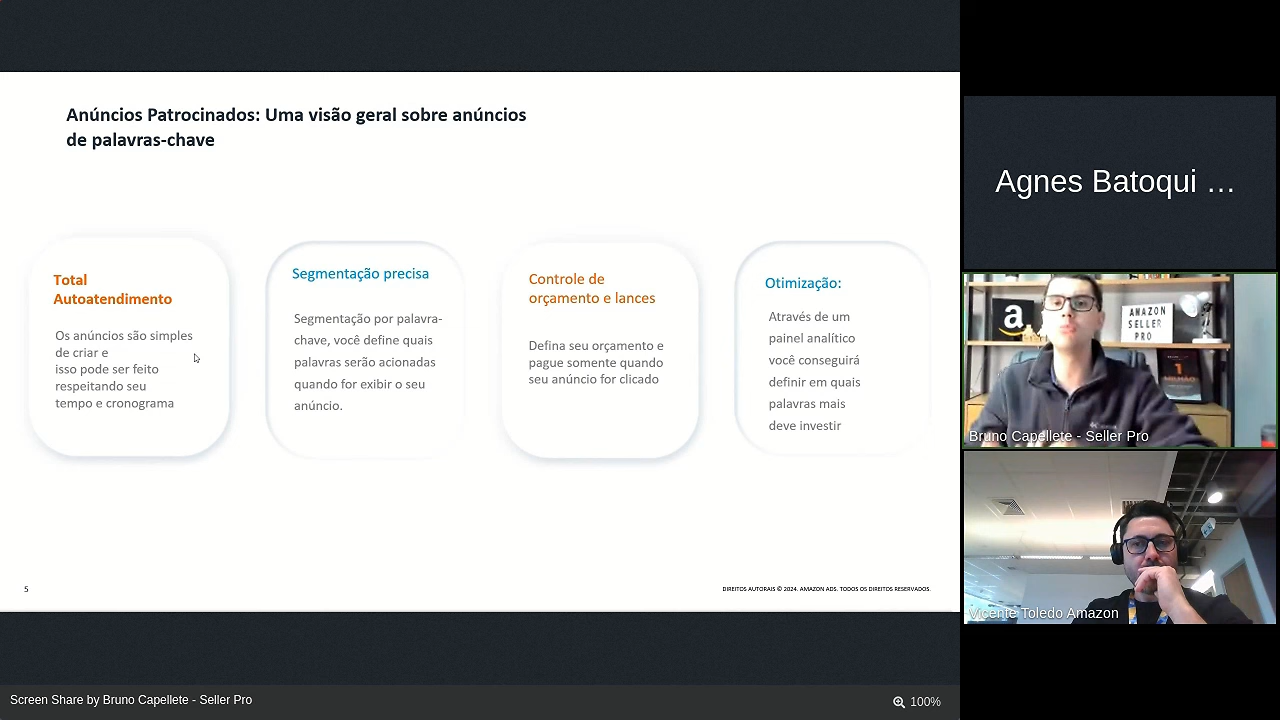 Anúncios Patrocinados: Uma visão geral sobre anúncios
de palavras-chave
Total
Autoatendimento
Os anúncios são simples
de criar e
isso pode ser feito
respeitando seu
tempo e cronograma
Segmentação precisa
Segmentação por palavra-
chave, você define quais
palavras serão acionadas
quando for exibir o seu
anúncio.
Controle de
orçamento e lances
Defina seu orçamento e
pague somente quando
seu anúncio for clicado
Otimização:
Através de um
painel analítico
você conseguirá
definir em quais
palavras mais
deve investir
5
DIREITOS AUTORAIS © 2024. AMAZON ADS. TODOS OS DIREITOS RESERVADOS.
Screen Share by Bruno Capellete - Seller Pro
100%
Agnes Batoqui …
a
AMAZON
SELLER
PRO
1
MILHÃO
Bruno Capellete - Seller Pro
Vicente Toledo Amazon